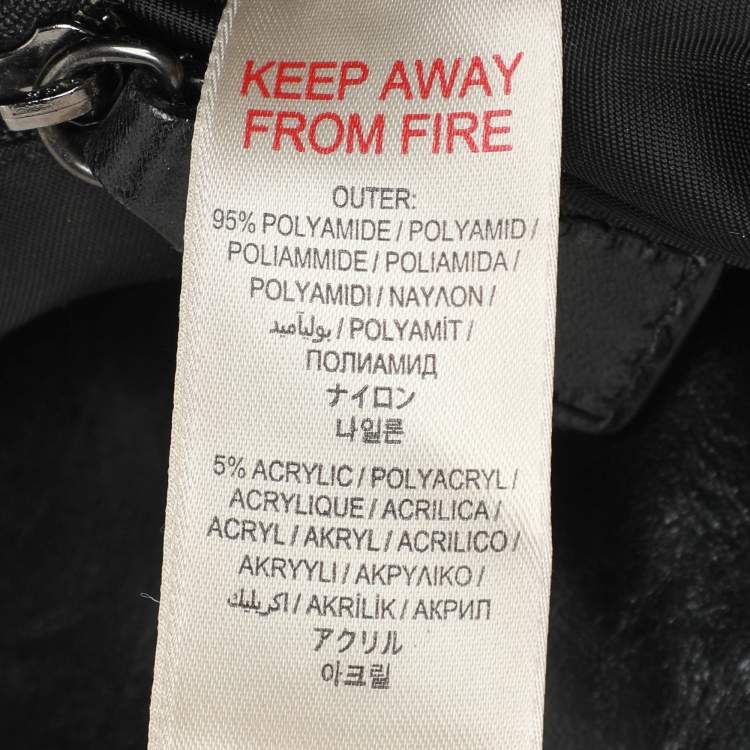 KEEP AWAY
FROM FIRE
OUTER:
95% POLYAMIDE / POLYAMID /
POLIAMMIDE / POLIAMIDA /
POLYAMIDI / ΝΑΥΛΟΝ /
بولياميد / POLYAMİT /
ПОЛИАМИД
ナイロン
나일론
5% ACRYLIC / POLYACRYL /
ACRYLIQUE / ACRILICA /
ACRYL / AKRYL / ACRILICO /
AKRYYLI / ΑΚΡΥΛΙΚΟ /
اكريليك / AKRİLİK / АКРИЛ
アクリル
아크릴